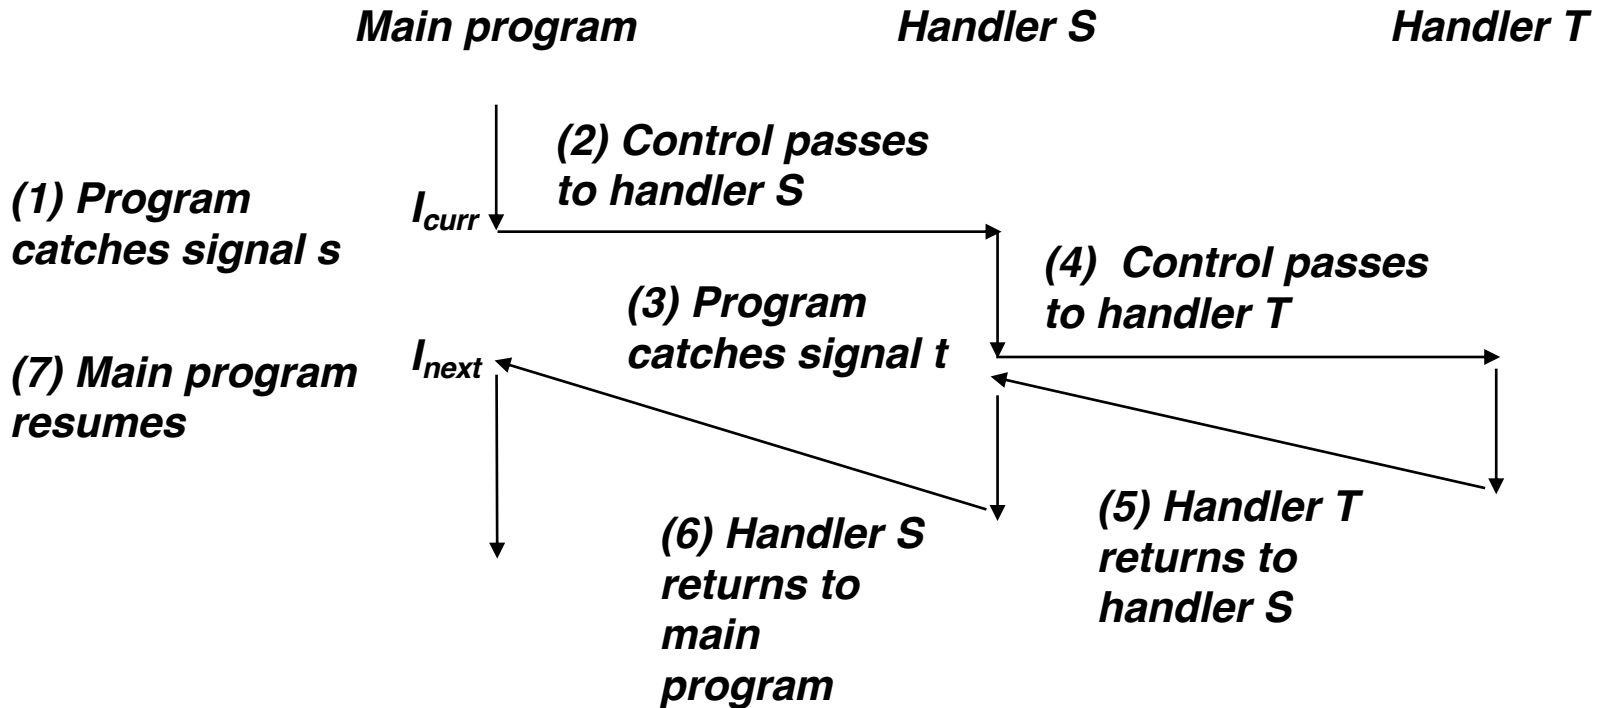 Main program
Handler S
Handler T
(1) Program
catches signal s
I_curr
(2) Control passes
to handler S
(3) Program
catches signal t
(4)  Control passes
to handler T
(7) Main program
resumes
I_next
(5) Handler T
returns to
handler S
(6) Handler S
returns to
main
program